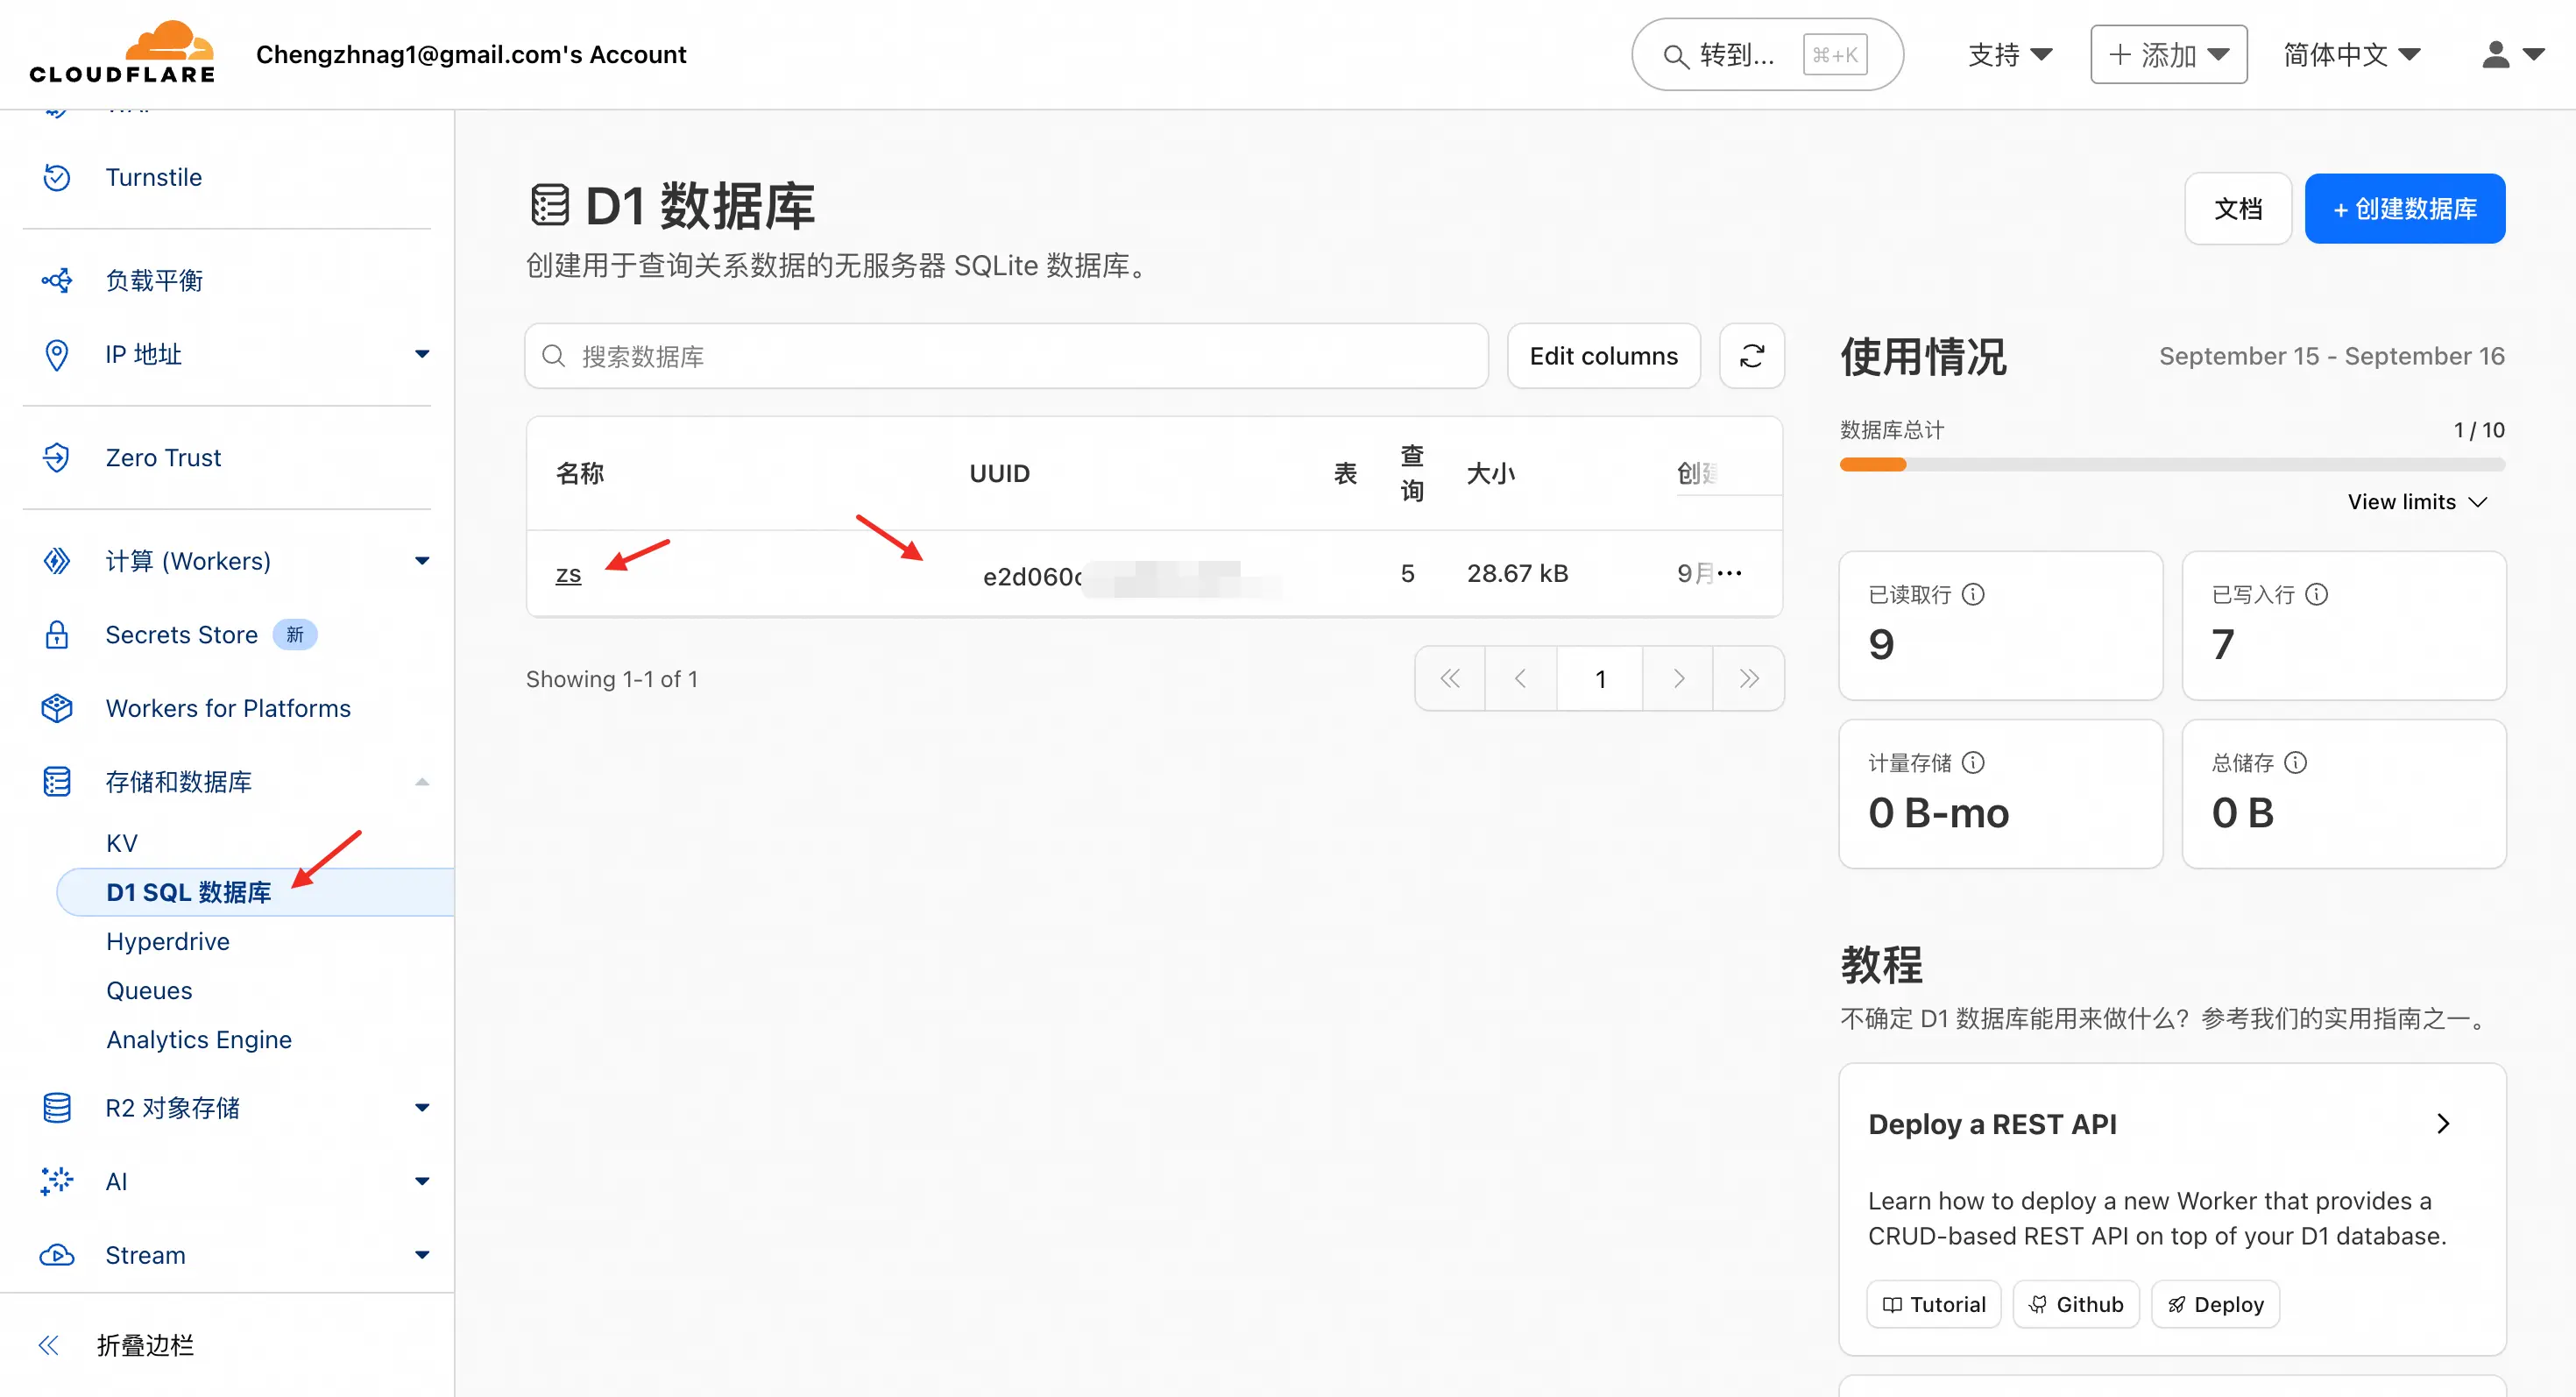 CLOUDFLARE
Chengzhnag1@gmail.com's Account
转到... ⌘+K
支持
+ 添加
简体中文
Turnstile
负载平衡
IP 地址
Zero Trust
计算 (Workers)
Secrets Store 新
Workers for Platforms
存储和数据库
KV
D1 SQL 数据库
Hyperdrive
Queues
Analytics Engine
R2 对象存储
AI
Stream
折叠边栏
D1 数据库
创建用于查询关系数据的无服务器 SQLite 数据库。
文档
+ 创建数据库
搜索数据库
Edit columns
名称 UUID 表 查询 大小 创建
zs e2d060 5 28.67 kB 9月 ...
Showing 1-1 of 1
1
使用情况
September 15 - September 16
数据库总计 1 / 10
View limits
已读取行
9
已写入行
7
计量存储
0 B-mo
总储存
0 B
教程
不确定 D1 数据库能用来做什么？参考我们的实用指南之一。
Deploy a REST API
Learn how to deploy a new Worker that provides a
CRUD-based REST API on top of your D1 database.
Tutorial Github Deploy